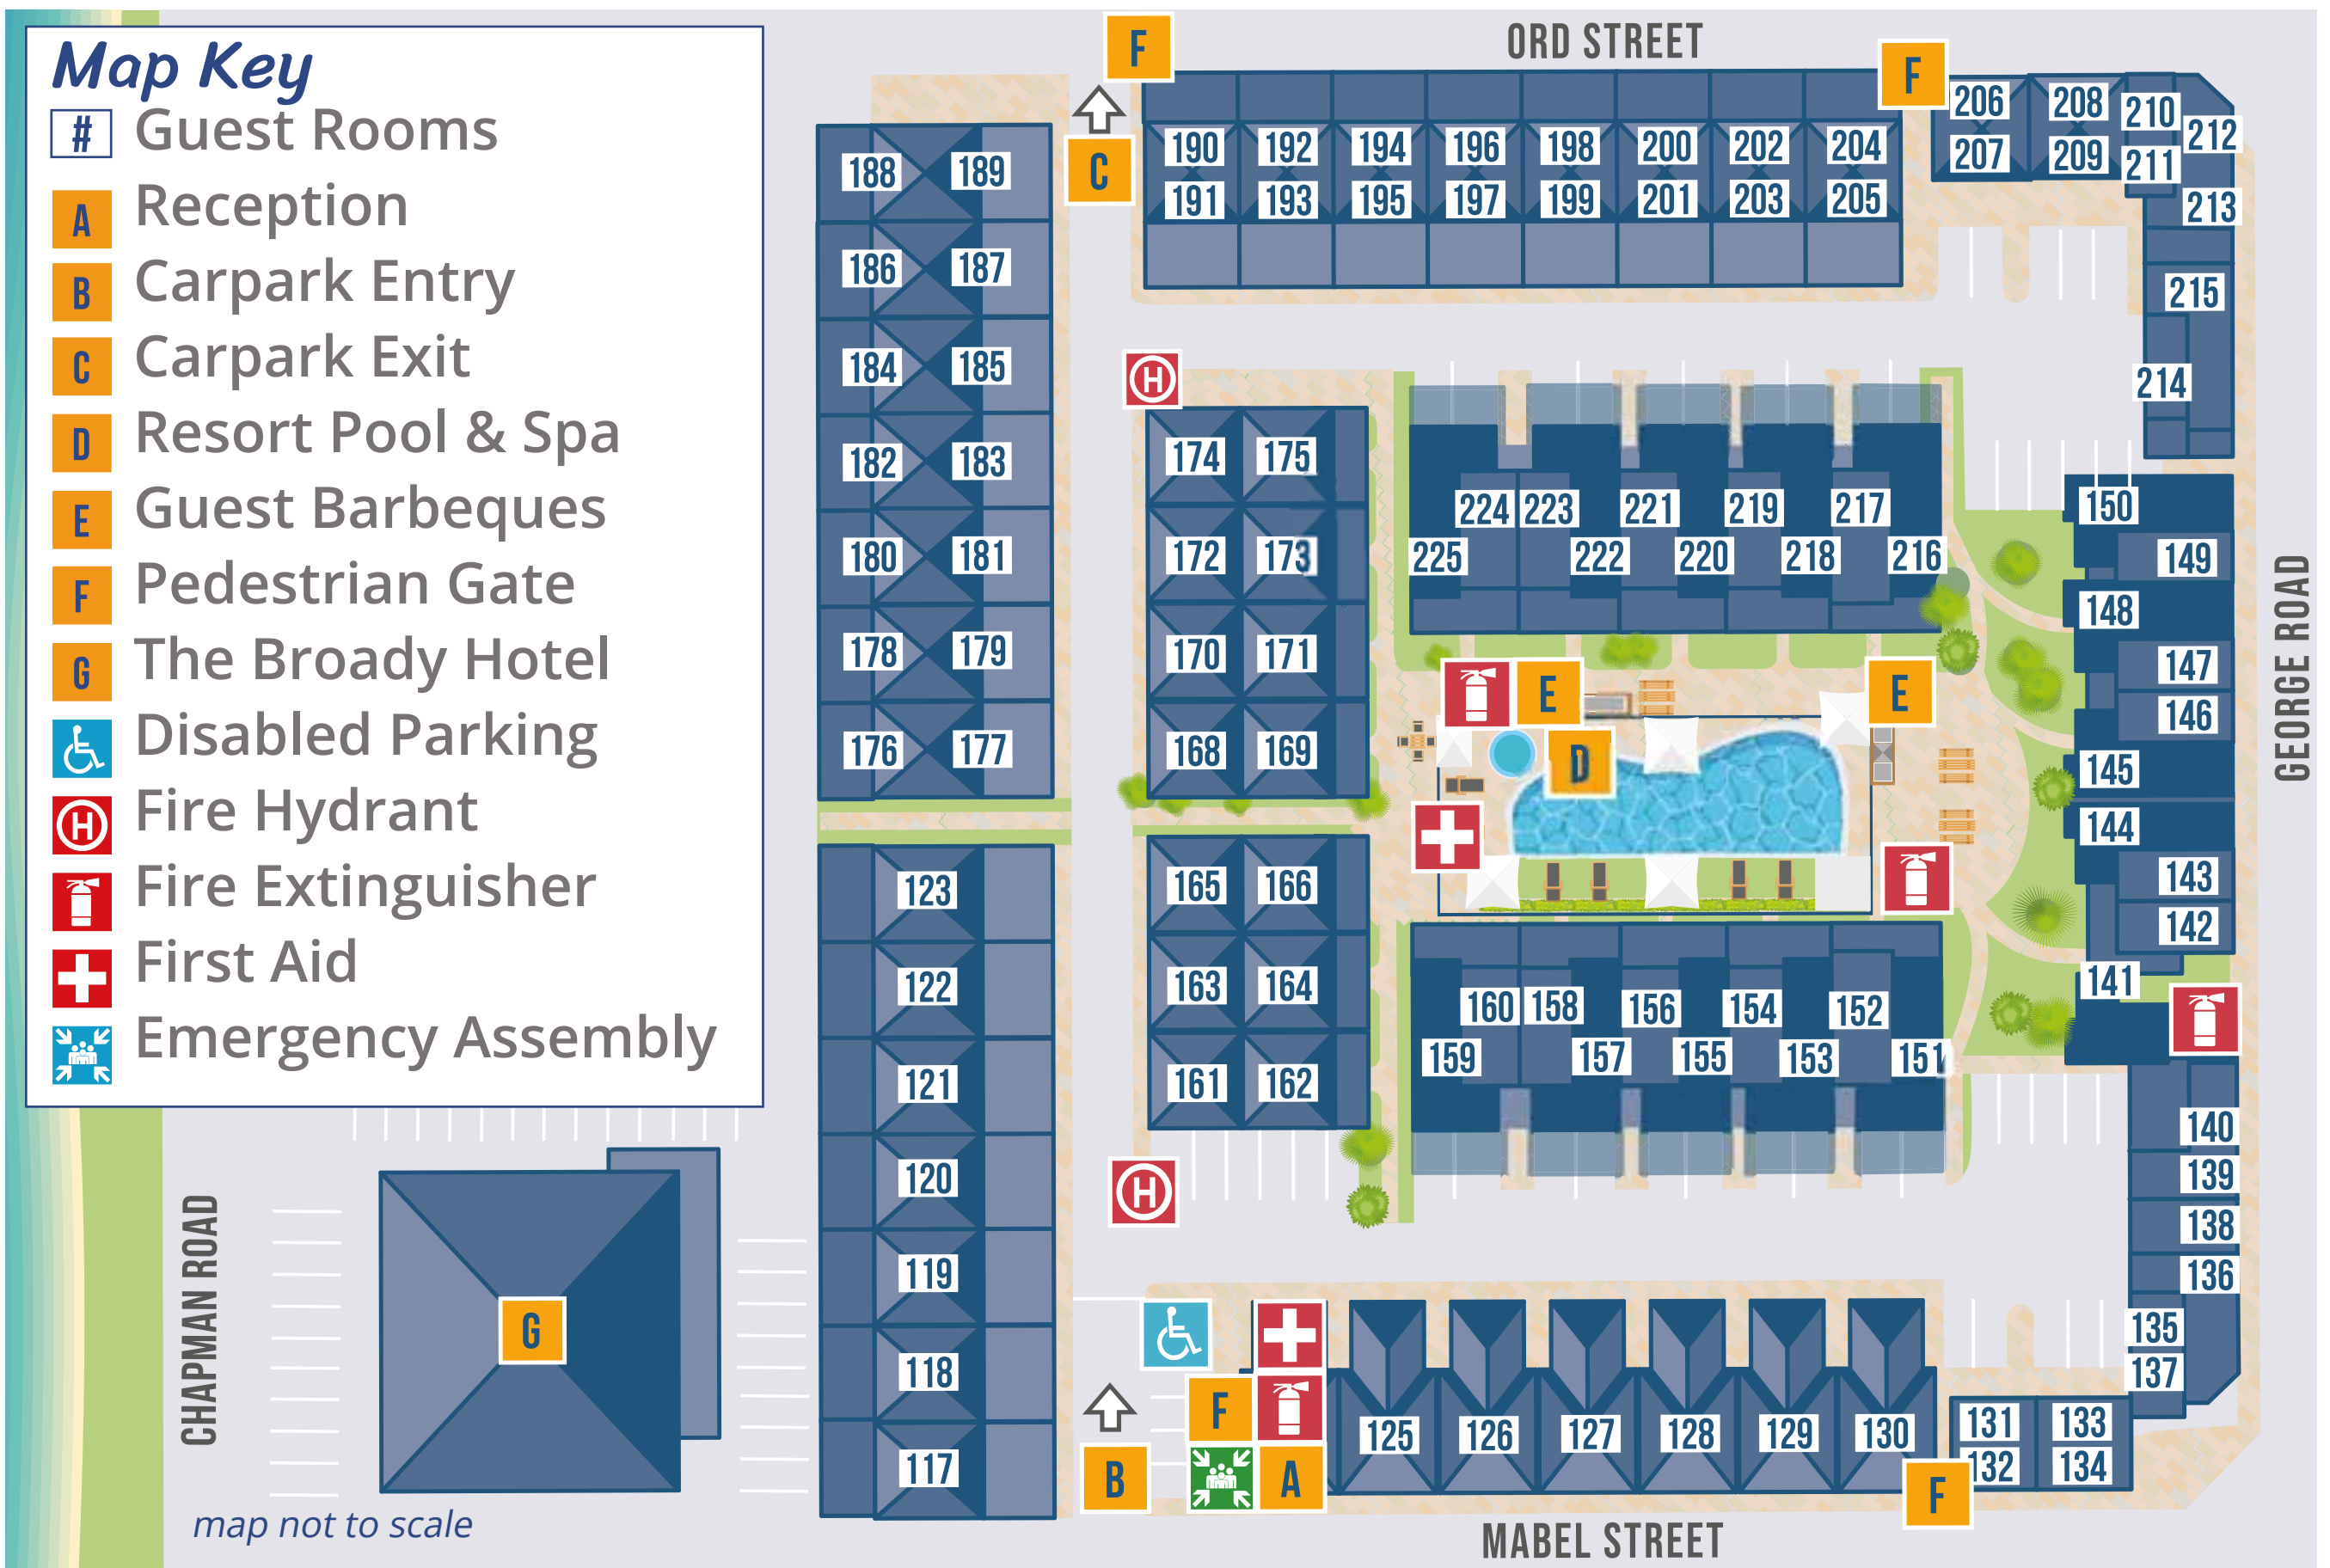 Map Key
# Guest Rooms
A Reception
B Carpark Entry
C Carpark Exit
D Resort Pool & Spa
E Guest Barbeques
F Pedestrian Gate
G The Broady Hotel
Disabled Parking
H Fire Hydrant
Fire Extinguisher
First Aid
Emergency Assembly
ORD STREET
F
F
C
190 192 194 196 198 200 202 204
191 193 195 197 199 201 203 205
206 208 210
207 209 211
212
213
215
214
188 189
186 187
184 185
182 183
180 181
178 179
176 177
H
174 175
172 173
170 171
168 169
224 223 221 219 217
225 222 220 218 216
150
149
148
147
146
145
144
143
142
141
GEORGE ROAD
E
E
D
123
122
121
120
119
118
117
165 166
163 164
161 162
160 158 156 154 152
159 157 155 153 151
H
140
139
138
136
135
137
CHAPMAN ROAD
G
F
B
A
125 126 127 128 129 130
131 133
132 134
F
map not to scale
MABEL STREET